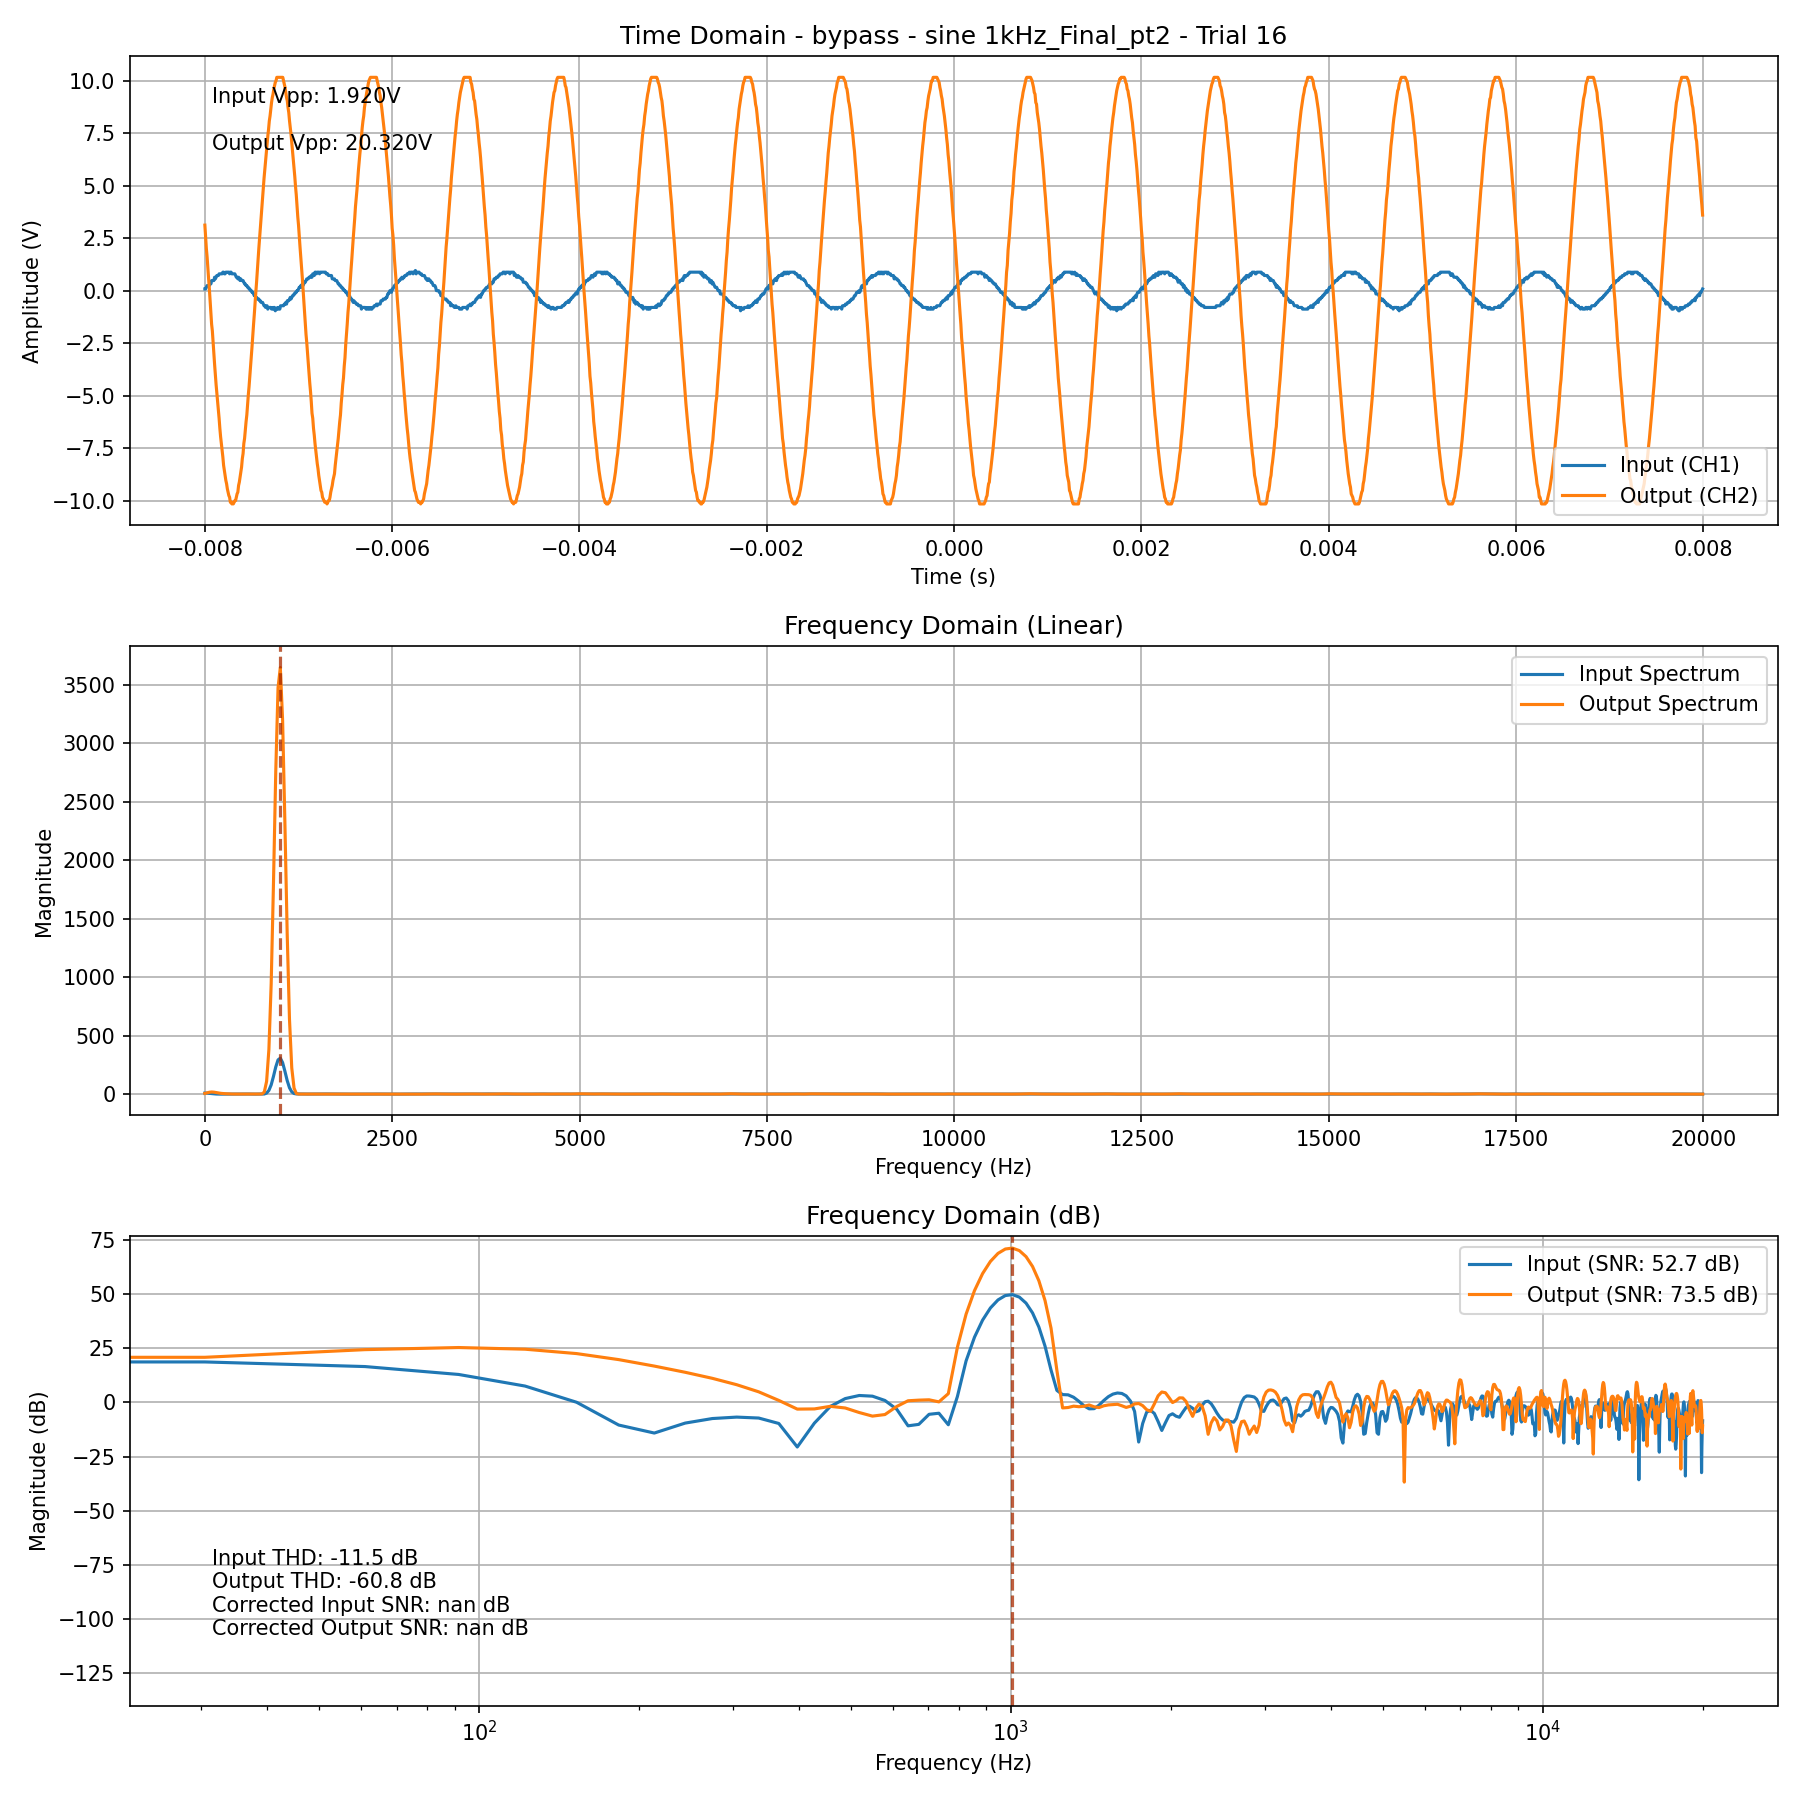 Time Domain - bypass - sine 1kHz_Final_pt2 - Trial 16
10.0
7.5
5.0
2.5
0.0
−2.5
−5.0
−7.5
−10.0
Amplitude (V)
Input Vpp: 1.920V
Output Vpp: 20.320V
Input (CH1)
Output (CH2)
−0.008 −0.006 −0.004 −0.002 0.000 0.002 0.004 0.006 0.008
Time (s)
Frequency Domain (Linear)
3500
3000
2500
2000
1500
1000
500
0
Magnitude
Input Spectrum
Output Spectrum
0 2500 5000 7500 10000 12500 15000 17500 20000
Frequency (Hz)
Frequency Domain (dB)
75
50
25
0
−25
−50
−75
−100
−125
Magnitude (dB)
Input (SNR: 52.7 dB)
Output (SNR: 73.5 dB)
Input THD: -11.5 dB
Output THD: -60.8 dB
Corrected Input SNR: nan dB
Corrected Output SNR: nan dB
10² 10³ 10⁴
Frequency (Hz)